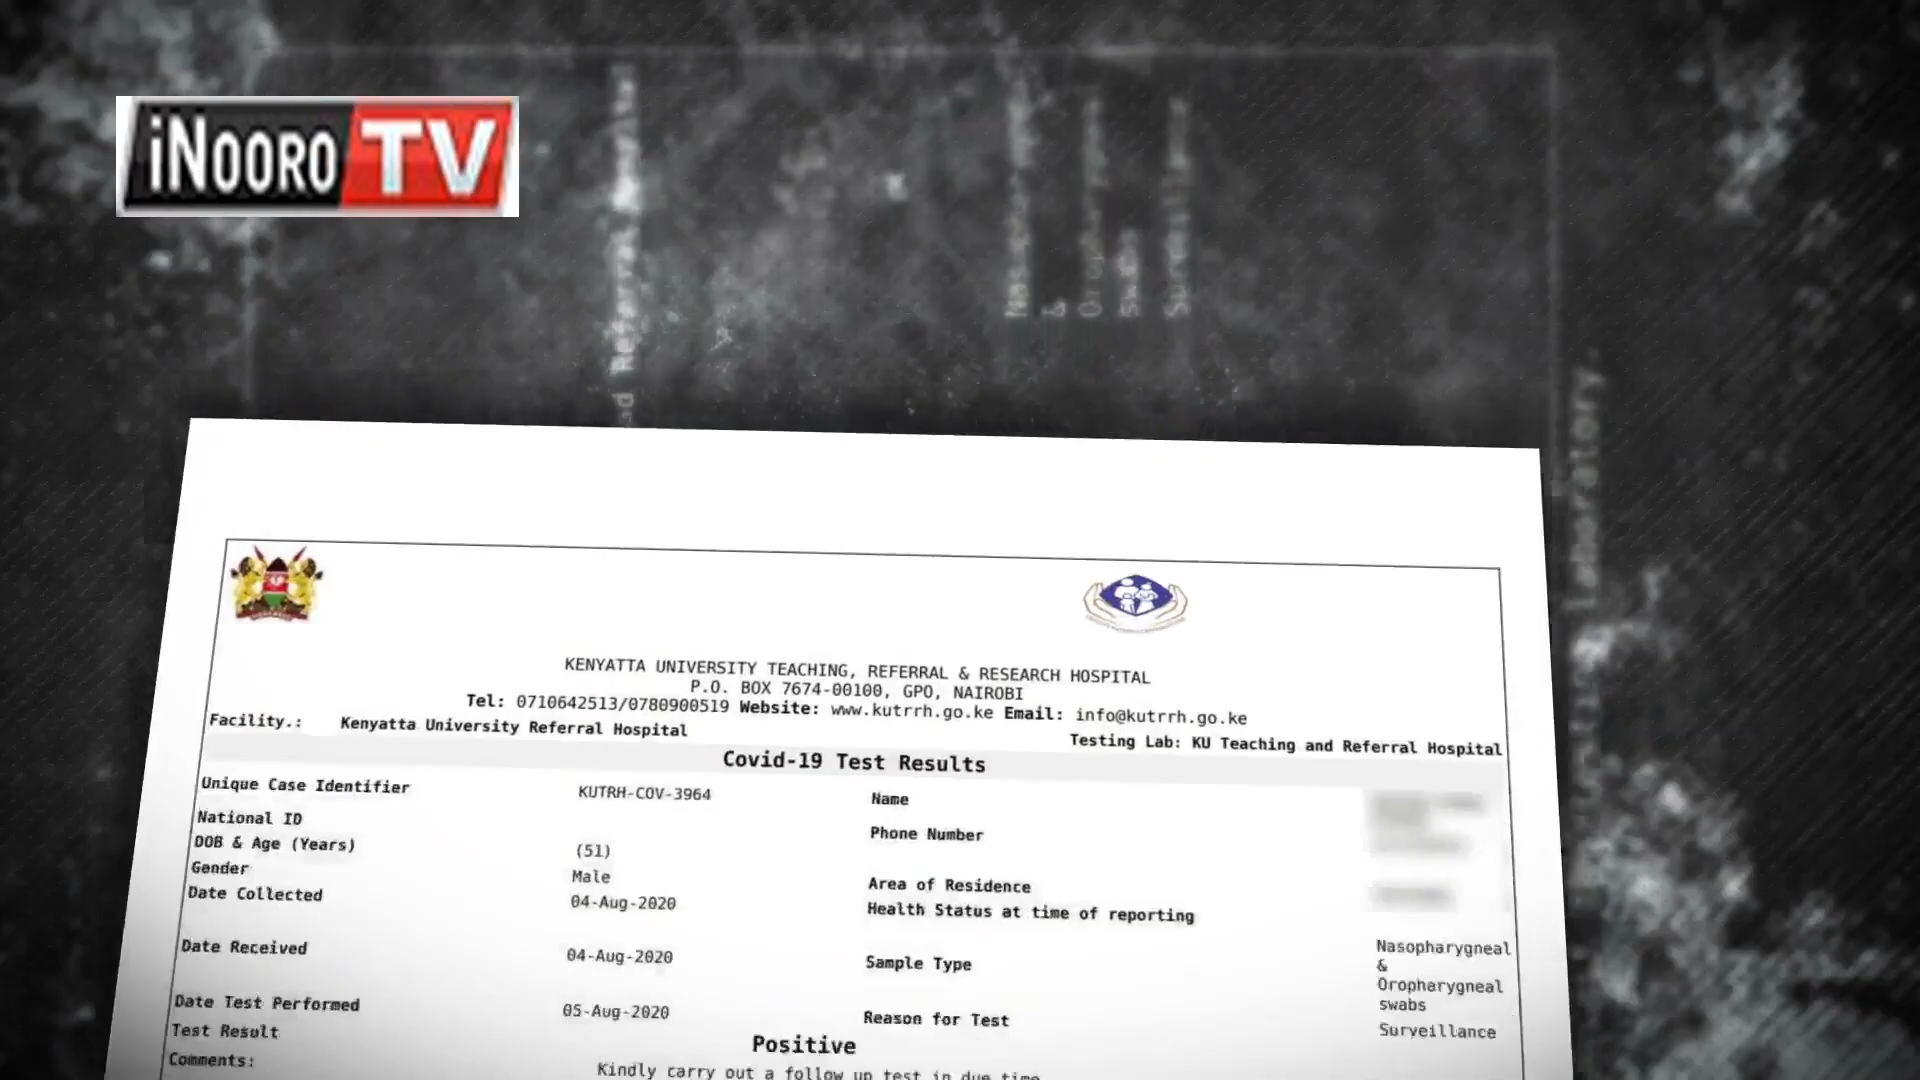 iNOORO TV
KENYATTA UNIVERSITY TEACHING, REFERRAL & RESEARCH HOSPITAL
P.O. BOX 7674-00100, GPO, NAIROBI
Tel: 0710642513/0780900519 Website: www.kutrrh.go.ke Email: info@kutrrh.go.ke
Facility.: Kenyatta University Referral Hospital
Testing Lab: KU Teaching and Referral Hospital
Covid-19 Test Results
Unique Case Identifier KUTRH-COV-3964 Name
National ID Phone Number
DOB & Age (Years) (51)
Gender Male Area of Residence
Date Collected 04-Aug-2020 Health Status at time of reporting
Date Received 04-Aug-2020 Sample Type Nasopharygneal
&
Oropharygneal
swabs
Date Test Performed 05-Aug-2020 Reason for Test Surveillance
Test Result Positive
Comments: Kindly carry out a follow up test in due time